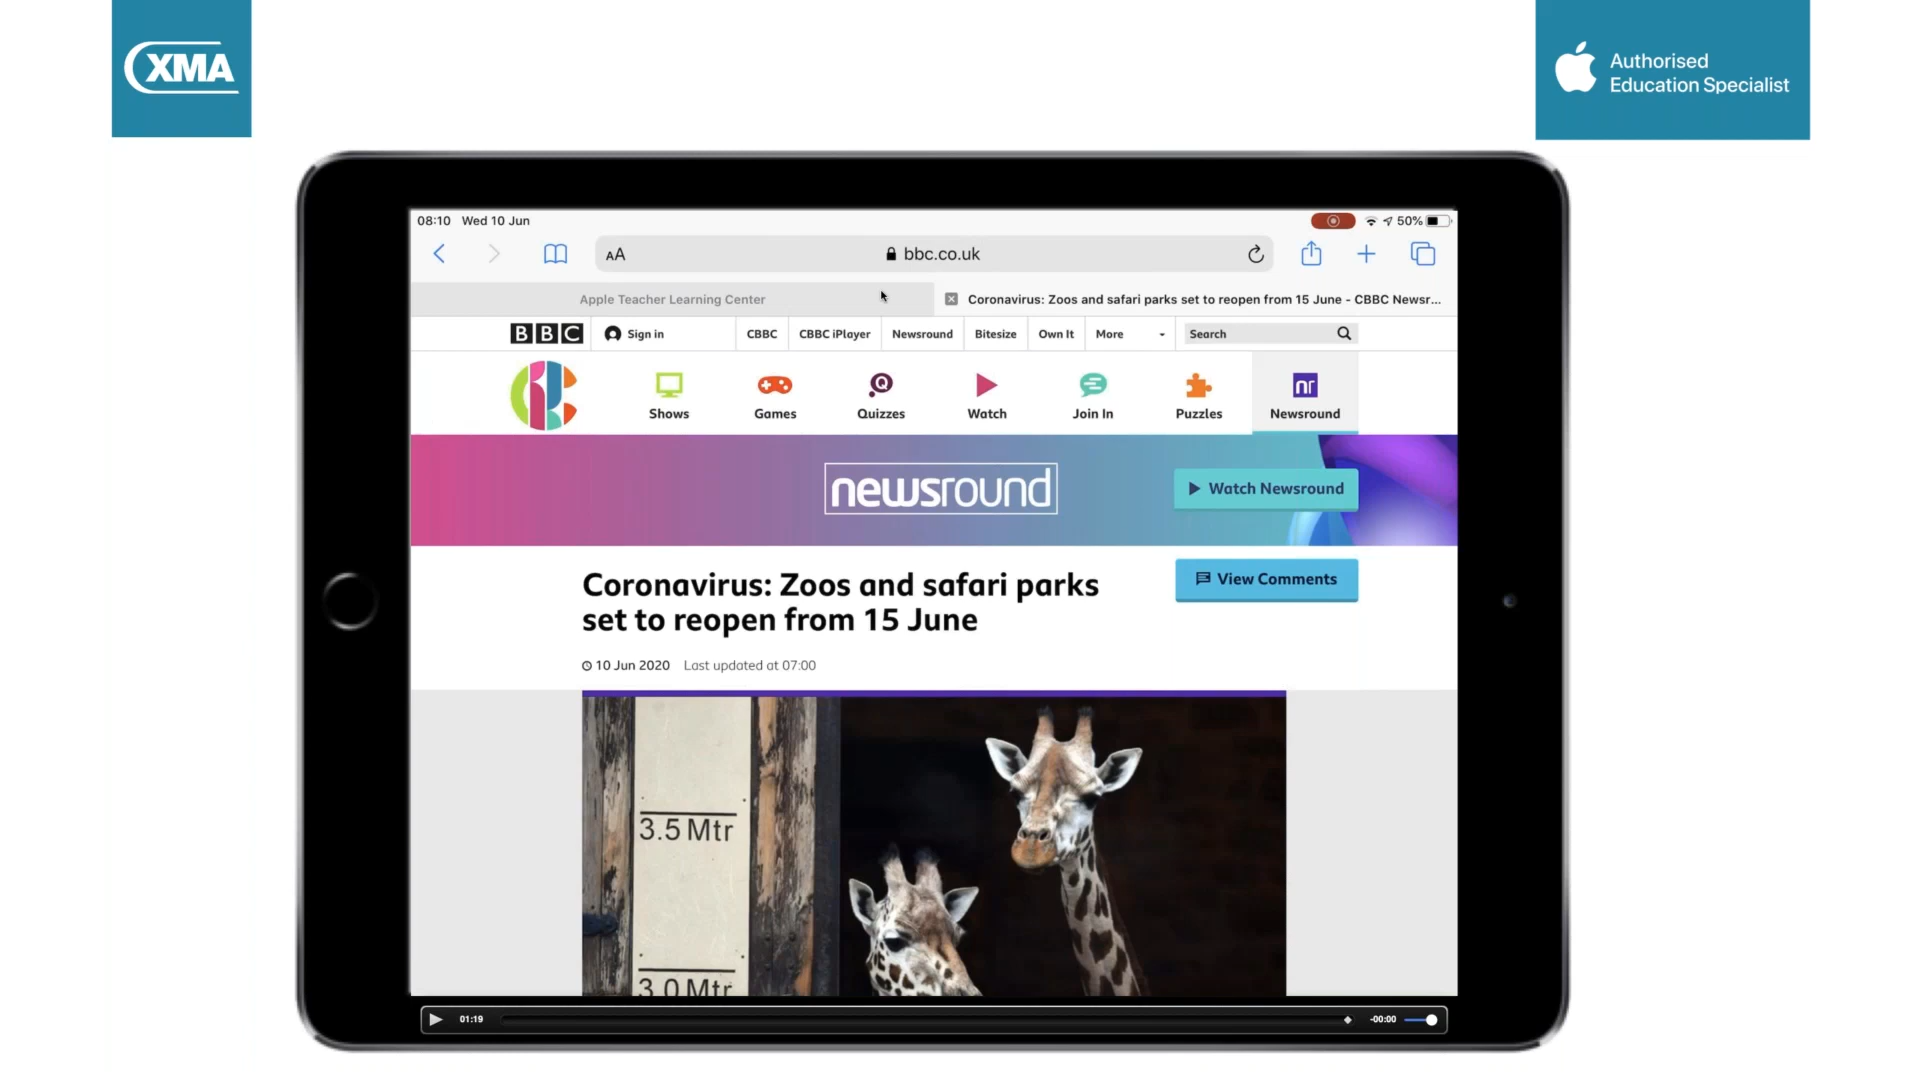 XMA
Authorised
Education Specialist
08:10 Wed 10 Jun
50%
AA
bbc.co.uk
Apple Teacher Learning Center
Coronavirus: Zoos and safari parks set to reopen from 15 June - CBBC Newsr...
BBC
Sign in
CBBC
CBBC iPlayer
Newsround
Bitesize
Own It
More
Search
Shows
Games
Quizzes
Watch
Join In
Puzzles
nr
Newsround
newsround
Watch Newsround
Coronavirus: Zoos and safari parks
set to reopen from 15 June
View Comments
10 Jun 2020 Last updated at 07:00
3.5 Mtr
3.0 Mtr
01:19
-00:00